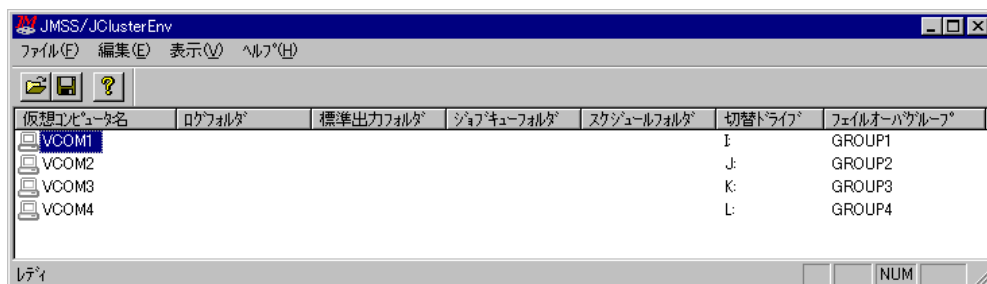 JMSS/JClusterEnv
ﾌｧｲﾙ(F) 編集(E) 表示(V) ﾍﾙﾌﾟ(H)
仮想ｺﾝﾋﾟｭｰﾀ名 ﾛｸﾞﾌｫﾙﾀﾞ 標準出力ﾌｫﾙﾀﾞ ｼﾞｮﾌﾞｷｭｰﾌｫﾙﾀﾞ ｽｹｼﾞｭｰﾙﾌｫﾙﾀﾞ 切替ﾄﾞﾗｲﾌﾞ ﾌｪｲﾙｵｰﾊﾞｸﾞﾙｰﾌﾟ
VCOM1 I: GROUP1
VCOM2 J: GROUP2
VCOM3 K: GROUP3
VCOM4 L: GROUP4
ﾚﾃﾞｨ NUM